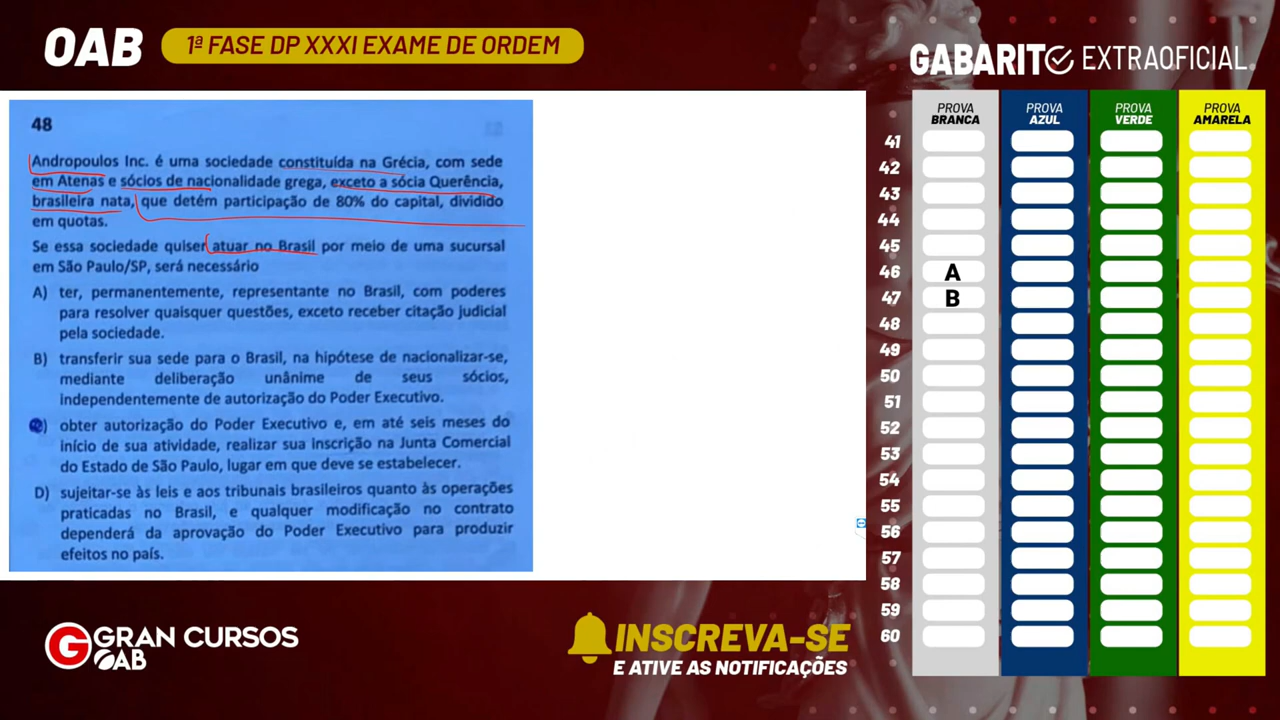 OAB
1ª FASE DP XXXI EXAME DE ORDEM
GABARITO EXTRAOFICIAL
48
Andropoulos Inc. é uma sociedade constituída na Grécia, com sede
em Atenas e sócios de nacionalidade grega, exceto a sócia Querência,
brasileira nata, que detém participação de 80% do capital, dividido
em quotas.
Se essa sociedade quiser atuar no Brasil por meio de uma sucursal
em São Paulo/SP, será necessário
A) ter, permanentemente, representante no Brasil, com poderes
para resolver quaisquer questões, exceto receber citação judicial
pela sociedade.
B) transferir sua sede para o Brasil, na hipótese de nacionalizar-se,
mediante deliberação unânime de seus sócios,
independentemente de autorização do Poder Executivo.
obter autorização do Poder Executivo e, em até seis meses do
início de sua atividade, realizar sua inscrição na Junta Comercial
do Estado de São Paulo, lugar em que deve se estabelecer.
D) sujeitar-se às leis e aos tribunais brasileiros quanto às operações
praticadas no Brasil, e qualquer modificação no contrato
dependerá da aprovação do Poder Executivo para produzir
efeitos no país.
PROVA BRANCA
PROVA AZUL
PROVA VERDE
PROVA AMARELA
41
42
43
44
45
46 A
47 B
48
49
50
51
52
53
54
55
56
57
58
59
60
G GRAN CURSOS
OAB
INSCREVA-SE
E ATIVE AS NOTIFICAÇÕES